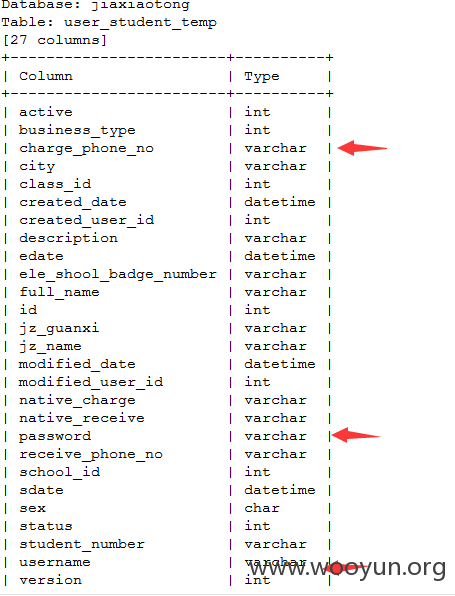 Database: jiaxiaotong
Table: user_student_temp
[27 columns]
+-----------------------+----------+
| Column | Type |
+-----------------------+----------+
| active | int |
| business_type | int |
| charge_phone_no | varchar |
| city | varchar |
| class_id | int |
| created_date | datetime |
| created_user_id | int |
| description | varchar |
| edate | datetime |
| ele_shool_badge_number | varchar |
| full_name | varchar |
| id | int |
| jz_guanxi | varchar |
| jz_name | varchar |
| modified_date | datetime |
| modified_user_id | int |
| native_charge | varchar |
| native_receive | varchar |
| password | varchar |
| receive_phone_no | varchar |
| school_id | int |
| sdate | datetime |
| sex | char |
| status | int |
| student_number | varchar |
| username | varchar |
www.wooyun.org
| version | int |